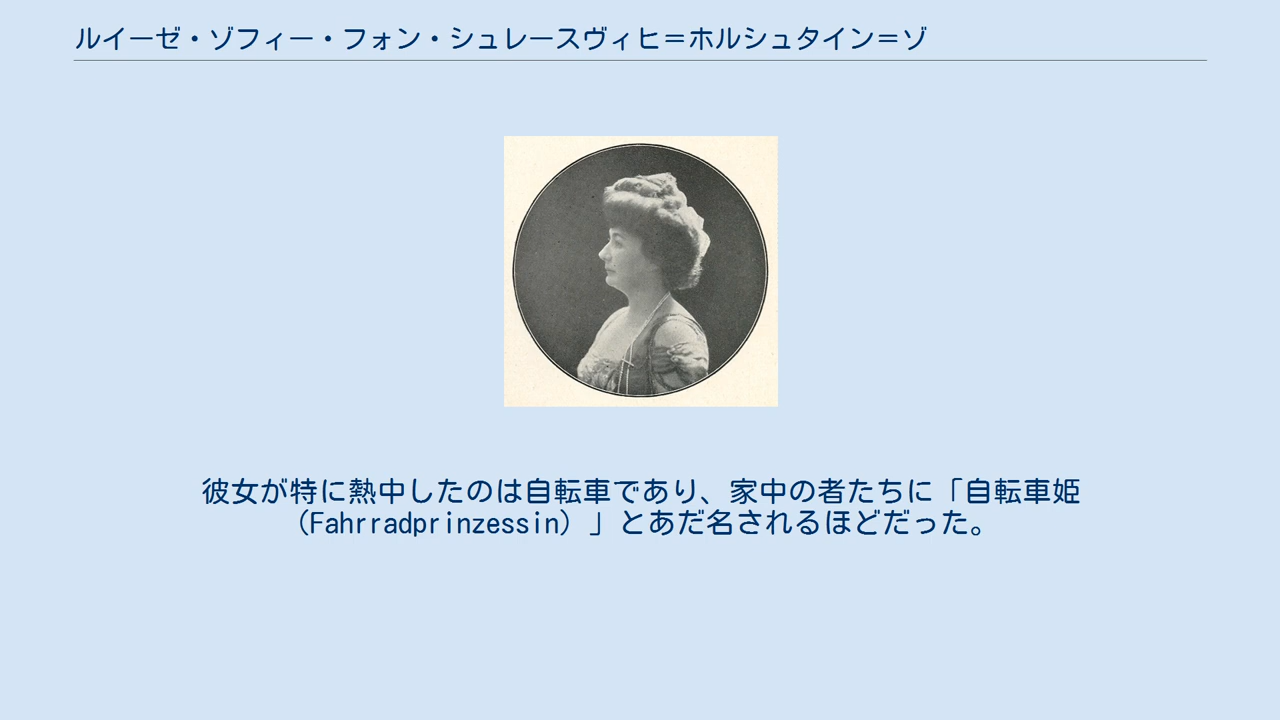 ルイーゼ・ゾフィー・フォン・シュレースヴィヒ＝ホルシュタイン＝ゾ
彼女が特に熱中したのは自転車であり、家中の者たちに「自転車姫
（Fahrradprinzessin）」とあだ名されるほどだった。